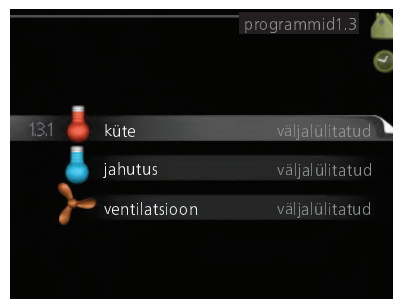 programmid1.3
1.3.1 küte väljalülitatud
jahutus väljalülitatud
ventilatsioon väljalülitatud